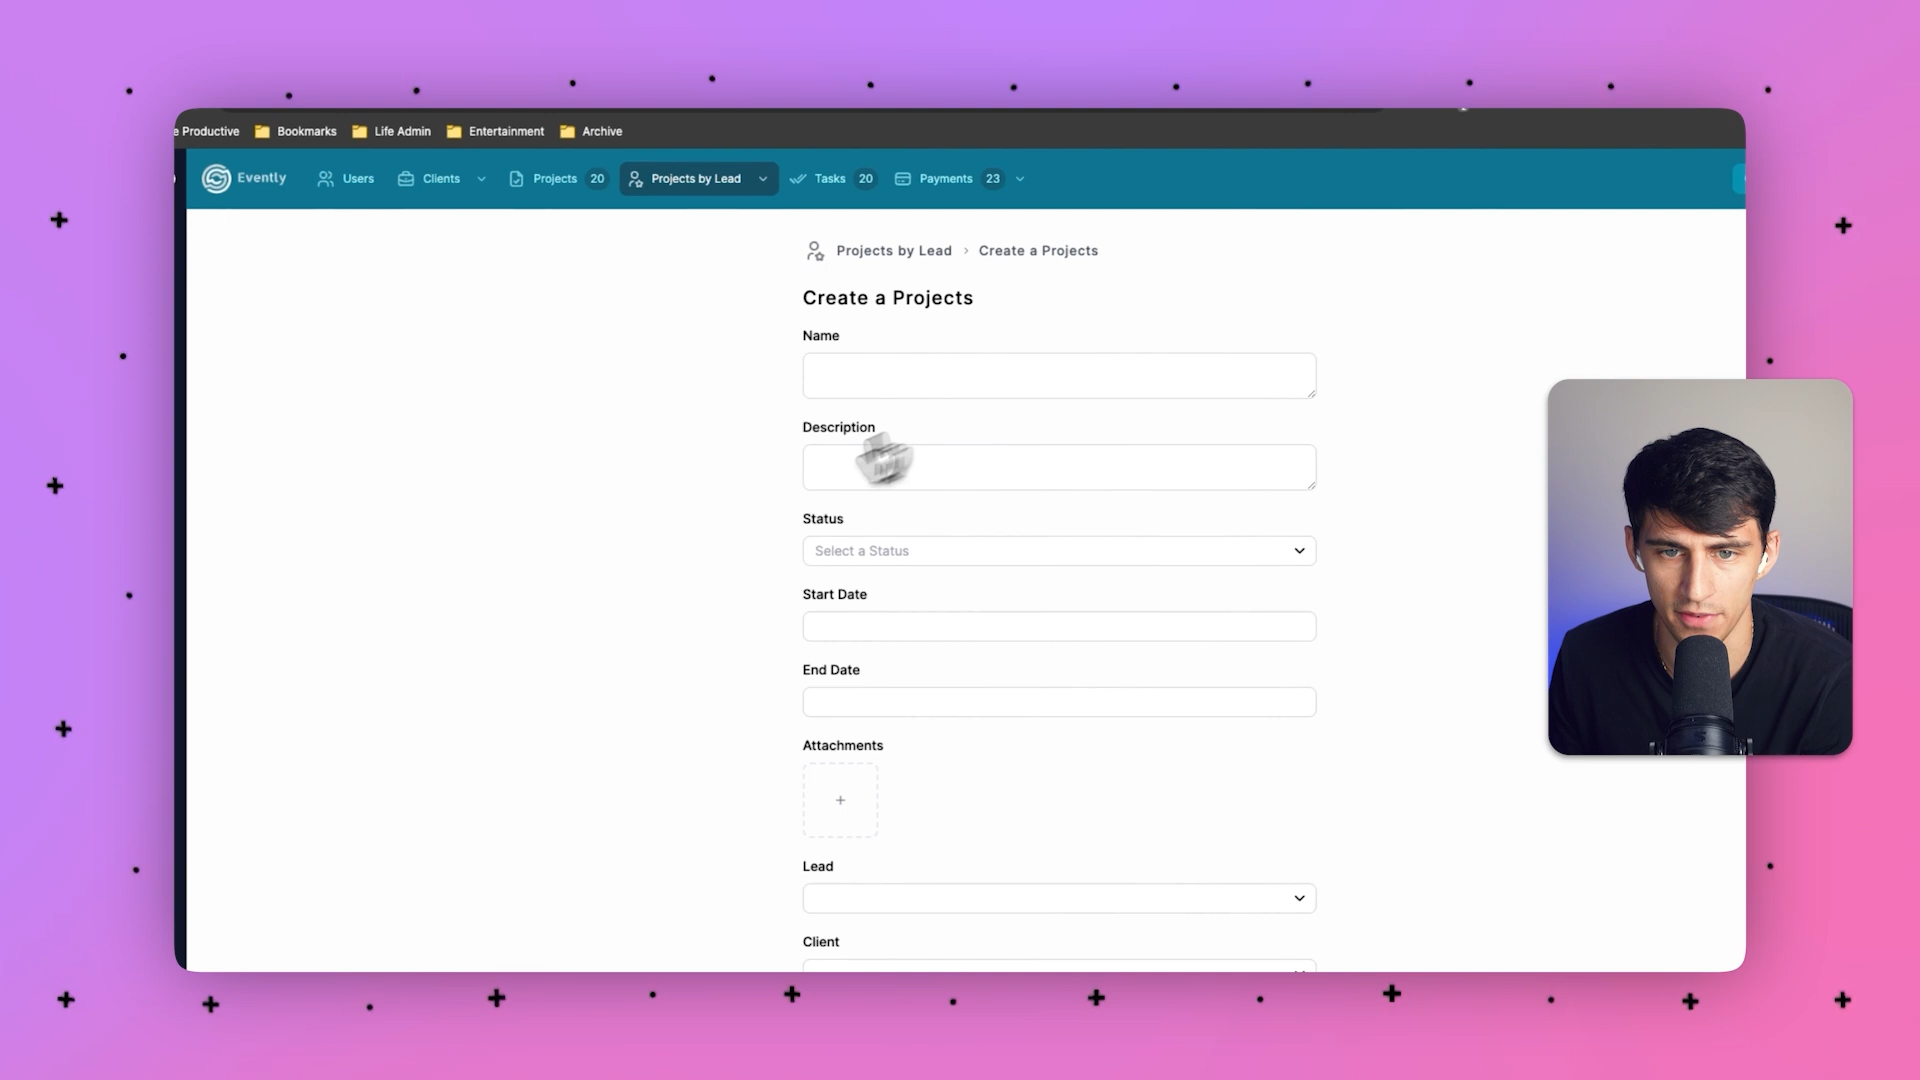 e Productive Bookmarks Life Admin Entertainment Archive
Evently Users Clients Projects 20 Projects by Lead Tasks 20 Payments 23
Projects by Lead > Create a Projects
Create a Projects
Name
Description
Status
Select a Status
Start Date
End Date
Attachments
+
Lead
Client